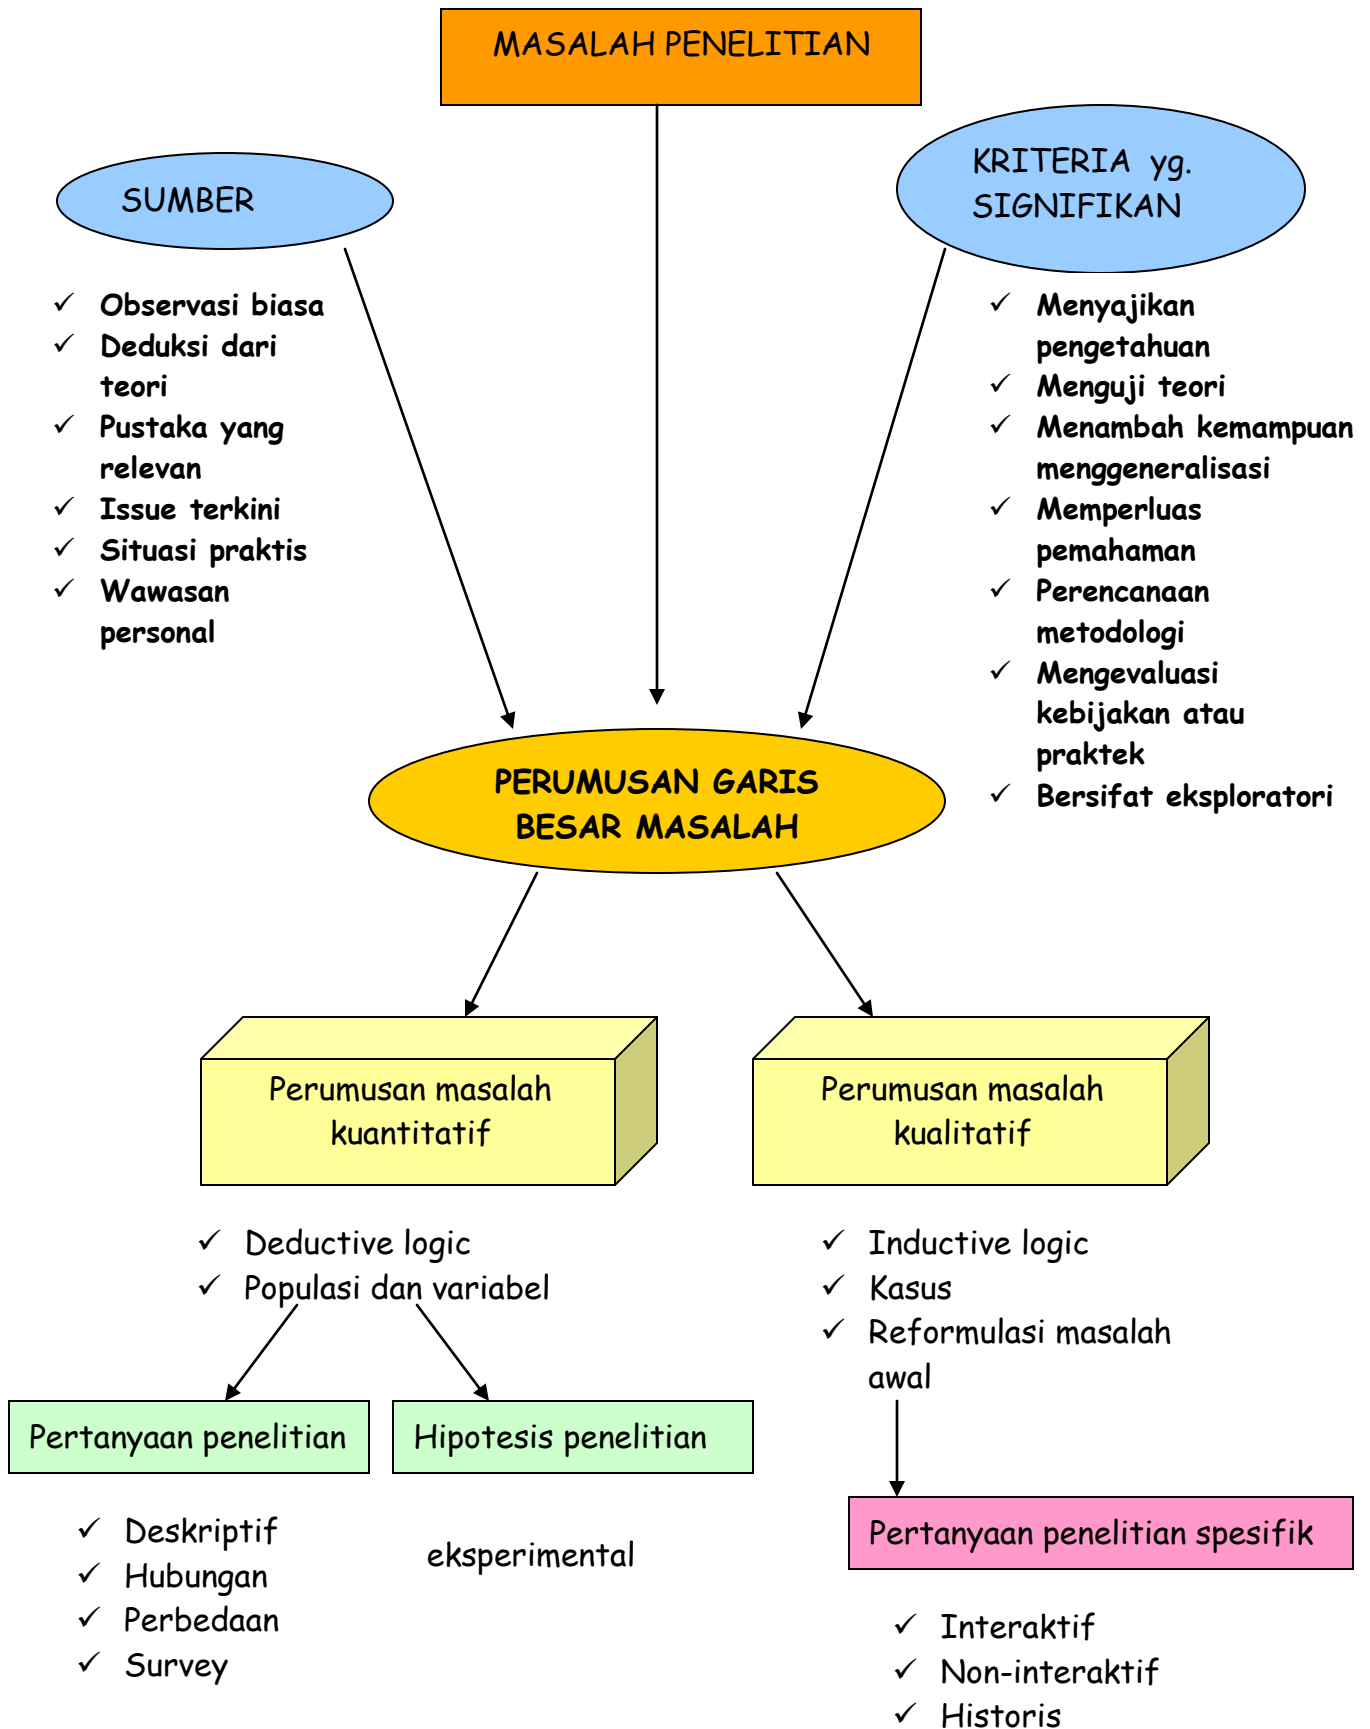 MASALAH PENELITIAN
SUMBER
KRITERIA yg.
SIGNIFIKAN
✓ Observasi biasa
✓ Deduksi dari
teori
✓ Pustaka yang
relevan
✓ Issue terkini
✓ Situasi praktis
✓ Wawasan
personal
✓ Menyajikan
pengetahuan
✓ Menguji teori
✓ Menambah kemampuan
menggeneralisasi
✓ Memperluas
pemahaman
✓ Perencanaan
metodologi
✓ Mengevaluasi
kebijakan atau
praktek
✓ Bersifat eksploratori
PERUMUSAN GARIS
BESAR MASALAH
Perumusan masalah
kuantitatif
Perumusan masalah
kualitatif
✓ Deductive logic
✓ Populasi dan variabel
✓ Inductive logic
✓ Kasus
✓ Reformulasi masalah
awal
Pertanyaan penelitian
Hipotesis penelitian
Pertanyaan penelitian spesifik
✓ Deskriptif
✓ Hubungan
✓ Perbedaan
✓ Survey
eksperimental
✓ Interaktif
✓ Non-interaktif
✓ Historis